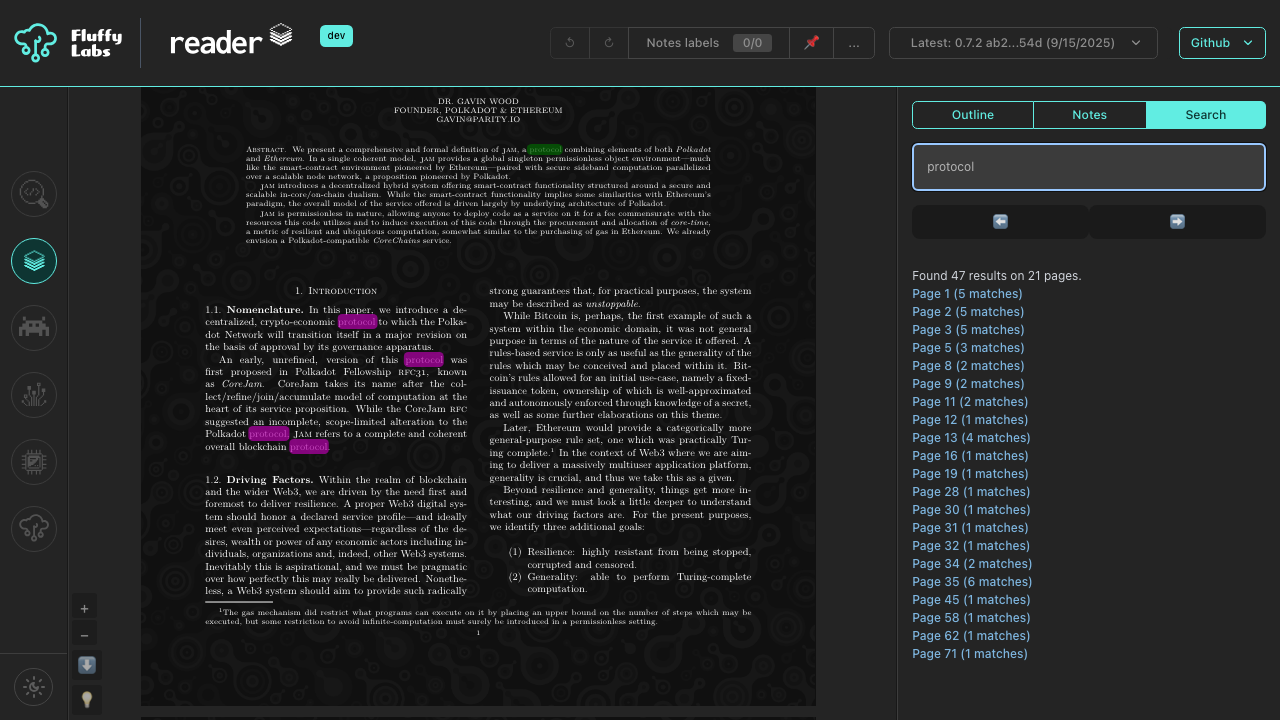 Fluffy
Labs
reader
dev
Notes labels
0/0
...
Latest: 0.7.2 ab2...54d (9/15/2025)
Github
DR. GAVIN WOOD
FOUNDER, POLKADOT & ETHEREUM
GAVIN@PARITY.IO
Abstract. We present a comprehensive and formal definition of Jam, a protocol combining elements of both Polkadot
and Ethereum. In a single coherent model, Jam provides a global singleton permissionless object environment—much
like the smart-contract environment pioneered by Ethereum—paired with secure sideband computation parallelized
over a scalable node network, a proposition pioneered by Polkadot.
Jam introduces a decentralized hybrid system offering smart-contract functionality structured around a secure and
scalable in-core/on-chain dualism. While the smart-contract functionality implies some similarities with Ethereum's
paradigm, the overall model of the service offered is driven largely by underlying architecture of Polkadot.
Jam is permissionless in nature, allowing anyone to deploy code as a service on it for a fee commensurate with the
resources this code utilizes and to induce execution of this code through the procurement and allocation of core-time,
a metric of resilient and ubiquitous computation, somewhat similar to the purchasing of gas in Ethereum. We already
envision a Polkadot-compatible CoreChains service.
1. Introduction
1.1. Nomenclature. In this paper, we introduce a de-
centralized, crypto-economic protocol to which the Polka-
dot Network will transition itself in a major revision on
the basis of approval by its governance apparatus.
An early, unrefined, version of this protocol was
first proposed in Polkadot Fellowship RFC31, known
as CoreJam. CoreJam takes its name after the col-
lect/refine/join/accumulate model of computation at the
heart of its service proposition. While the CoreJam RFC
suggested an incomplete, scope-limited alteration to the
Polkadot protocol, Jam refers to a complete and coherent
overall blockchain protocol.
1.2. Driving Factors. Within the realm of blockchain
and the wider Web3, we are driven by the need first and
foremost to deliver resilience. A proper Web3 digital sys-
tem should honor a declared service profile—and ideally
meet even perceived expectations—regardless of the de-
sires, wealth or power of any economic actors including in-
dividuals, organizations and, indeed, other Web3 systems.
Inevitably this is aspirational, and we must be pragmatic
over how perfectly this may really be delivered. Nonethe-
less, a Web3 system should aim to provide such radically
strong guarantees that, for practical purposes, the system
may be described as unstoppable.
While Bitcoin is, perhaps, the first example of such a
system within the economic domain, it was not general
purpose in terms of the nature of the service it offered. A
rules-based service is only as useful as the generality of the
rules which may be conceived and placed within it. Bit-
coin's rules allowed for an initial use-case, namely a fixed-
issuance token, ownership of which is well-approximated
and autonomously enforced through knowledge of a secret,
as well as some further elaborations on this theme.
Later, Ethereum would provide a categorically more
general-purpose rule set, one which was practically Tur-
ing complete.1 In the context of Web3 where we are aim-
ing to deliver a massively multiuser application platform,
generality is crucial, and thus we take this as a given.
Beyond resilience and generality, things get more in-
teresting, and we must look a little deeper to understand
what our driving factors are. For the present purposes,
we identify three additional goals:
(1) Resilience: highly resistant from being stopped,
corrupted and censored.
(2) Generality: able to perform Turing-complete
computation.
1The gas mechanism did restrict what programs can execute on it by placing an upper bound on the number of steps which may be
executed, but some restriction to avoid infinite-computation must surely be introduced in a permissionless setting.
1
+
−
Outline
Notes
Search
protocol
Found 47 results on 21 pages.
Page 1 (5 matches)
Page 2 (5 matches)
Page 3 (5 matches)
Page 5 (3 matches)
Page 8 (2 matches)
Page 9 (2 matches)
Page 11 (2 matches)
Page 12 (1 matches)
Page 13 (4 matches)
Page 16 (1 matches)
Page 19 (1 matches)
Page 28 (1 matches)
Page 30 (1 matches)
Page 31 (1 matches)
Page 32 (1 matches)
Page 34 (2 matches)
Page 35 (6 matches)
Page 45 (1 matches)
Page 58 (1 matches)
Page 62 (1 matches)
Page 71 (1 matches)